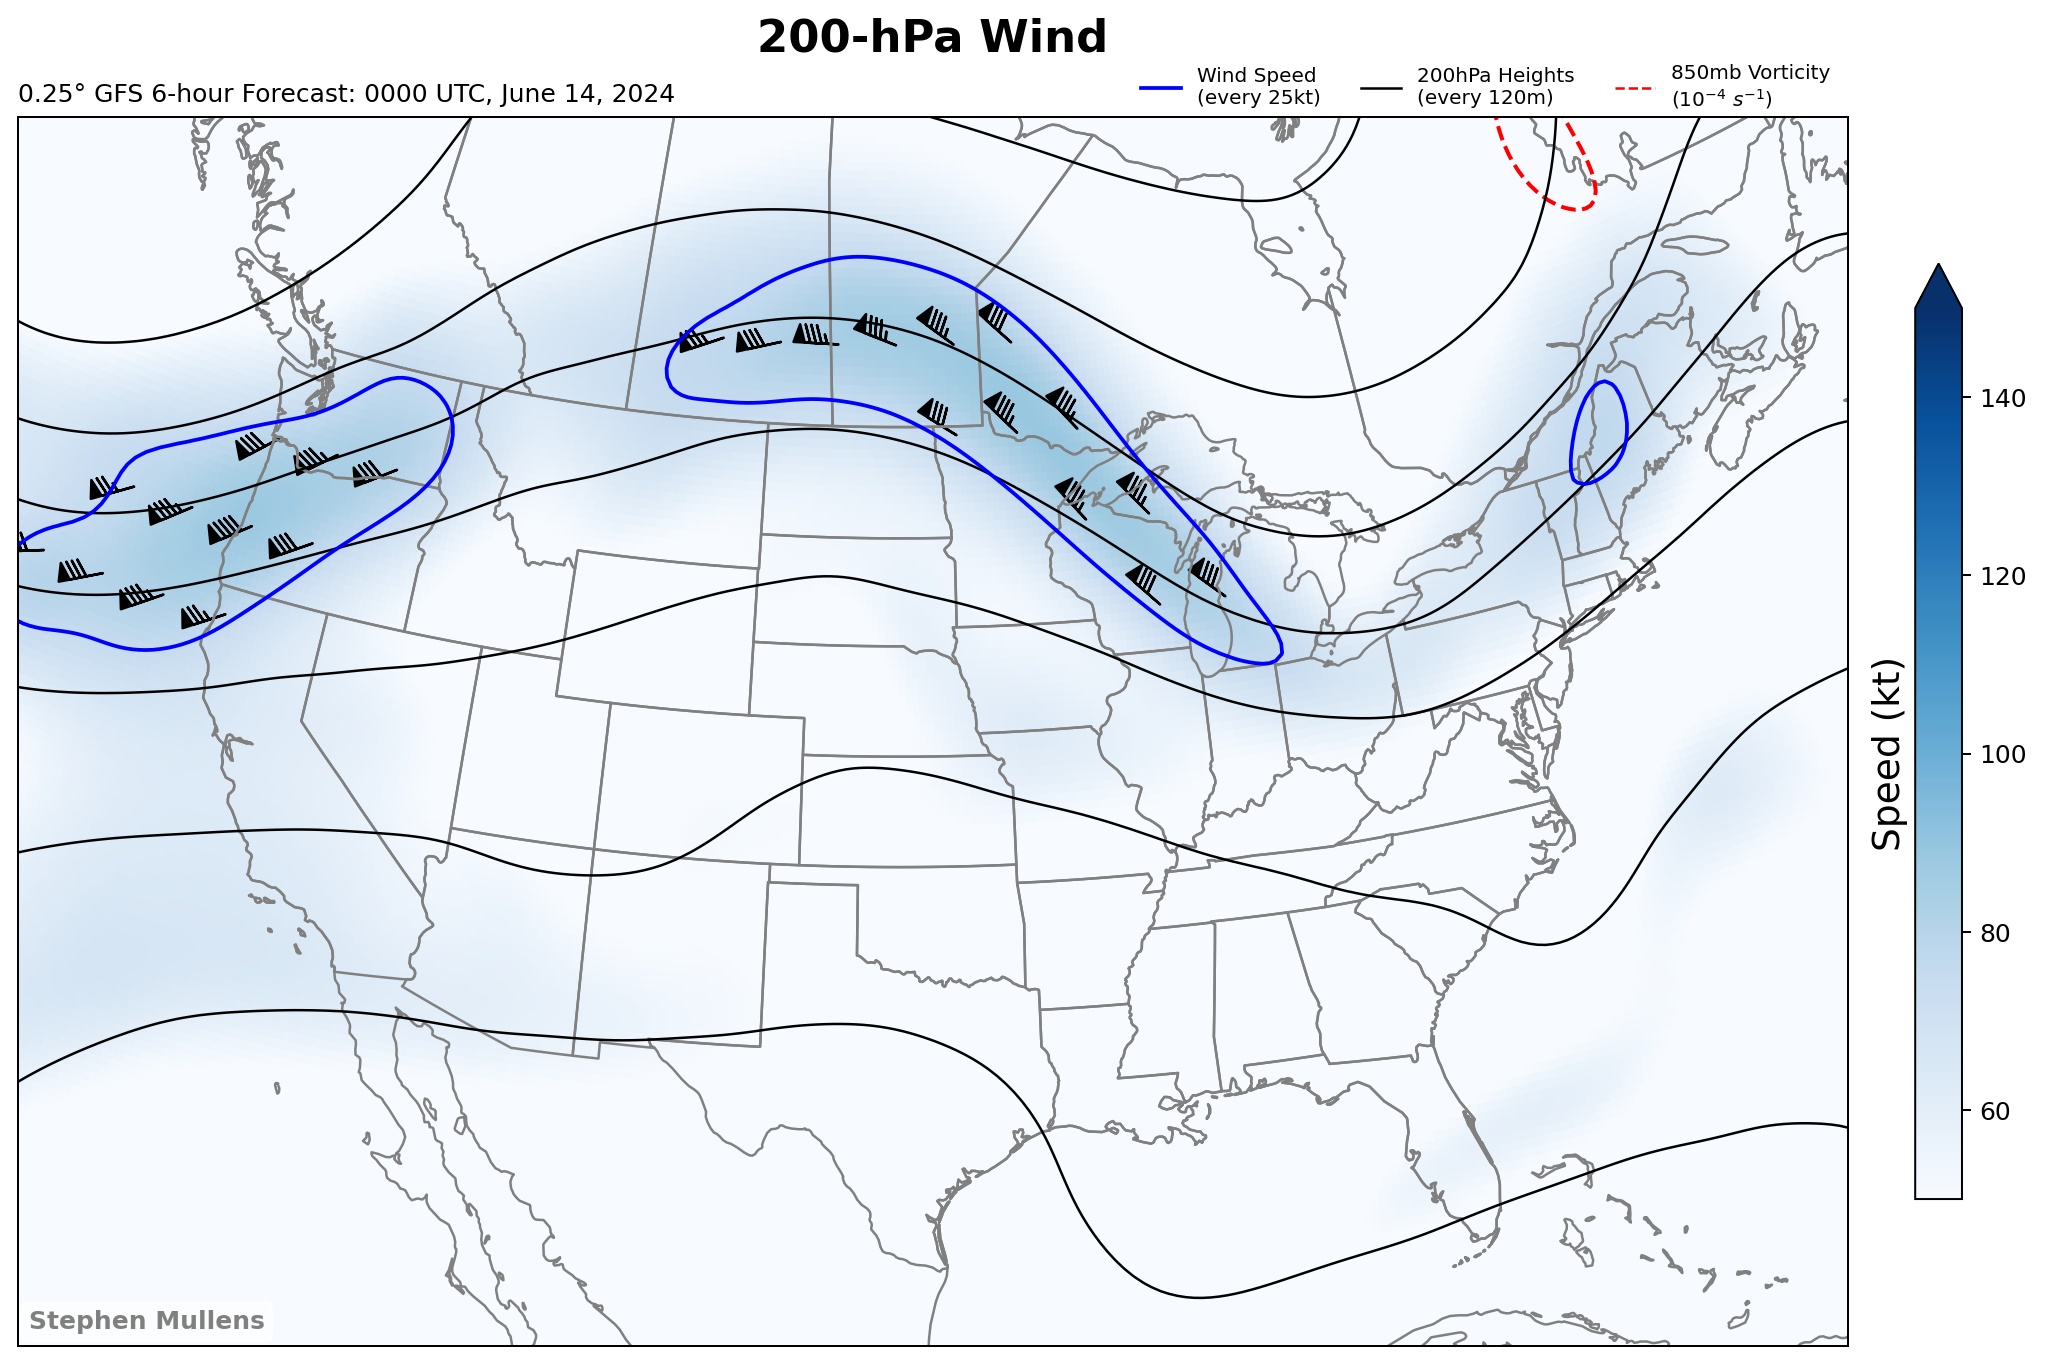 200-hPa Wind
0.25° GFS 6-hour Forecast: 0000 UTC, June 14, 2024
Wind Speed
(every 25kt)
200hPa Heights
(every 120m)
850mb Vorticity
(10⁻⁴ s⁻¹)
140
120
100
80
60
Speed (kt)
Stephen Mullens